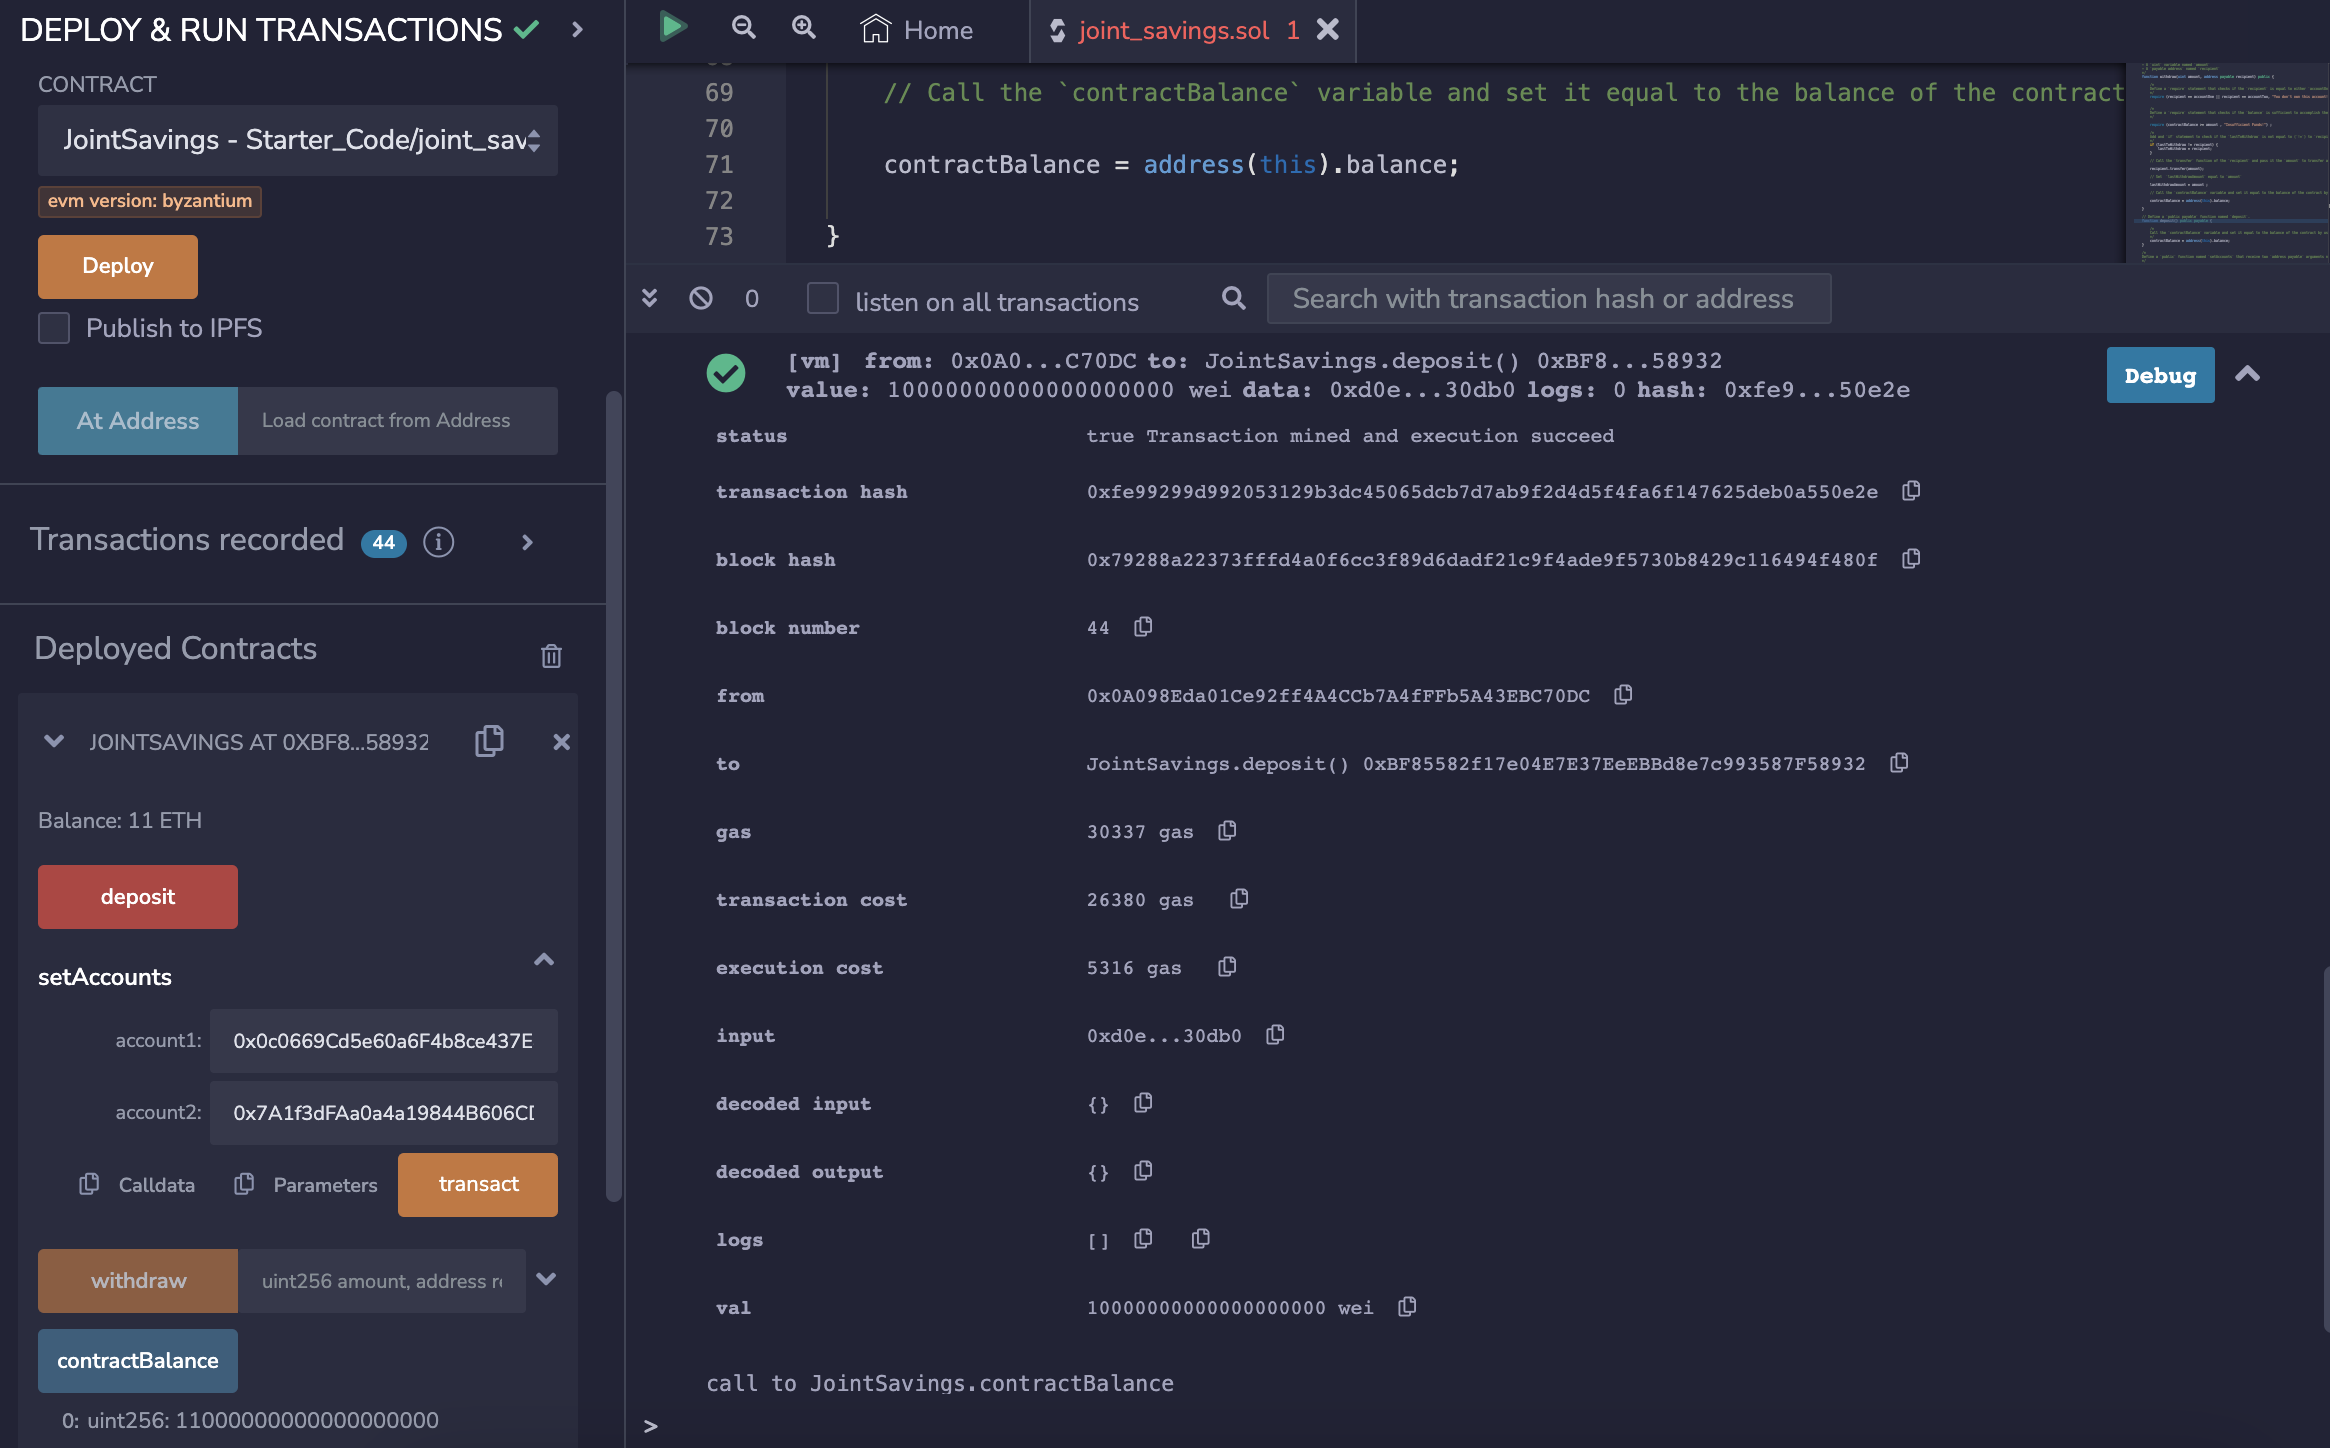 DEPLOY & RUN TRANSACTIONS
CONTRACT
JointSavings - Starter_Code/joint_sav
evm version: byzantium
Deploy
Publish to IPFS
At Address
Load contract from Address
Transactions recorded 44
Deployed Contracts
JOINTSAVINGS AT 0XBF8...58932
Balance: 11 ETH
deposit
setAccounts
account1: 0x0c0669Cd5e60a6F4b8ce437E
account2: 0x7A1f3dFAa0a4a19844B606CD
Calldata Parameters transact
withdraw uint256 amount, address re
contractBalance
0: uint256: 11000000000000000000
Home joint_savings.sol 1
69 // Call the `contractBalance` variable and set it equal to the balance of the contract
70
71 contractBalance = address(this).balance;
72
73 }
0 listen on all transactions Search with transaction hash or address
[vm] from: 0x0A0...C70DC to: JointSavings.deposit() 0xBF8...58932
value: 10000000000000000000 wei data: 0xd0e...30db0 logs: 0 hash: 0xfe9...50e2e
Debug
status true Transaction mined and execution succeed
transaction hash 0xfe99299d992053129b3dc45065dcb7d7ab9f2d4d5f4fa6f147625deb0a550e2e
block hash 0x79288a22373fffd4a0f6cc3f89d6dadf21c9f4ade9f5730b8429c116494f480f
block number 44
from 0x0A098Eda01Ce92ff4A4CCb7A4fFFb5A43EBC70DC
to JointSavings.deposit() 0xBF85582f17e04E7E37EeEBBd8e7c993587F58932
gas 30337 gas
transaction cost 26380 gas
execution cost 5316 gas
input 0xd0e...30db0
decoded input {}
decoded output {}
logs []
val 10000000000000000000 wei
call to JointSavings.contractBalance
>